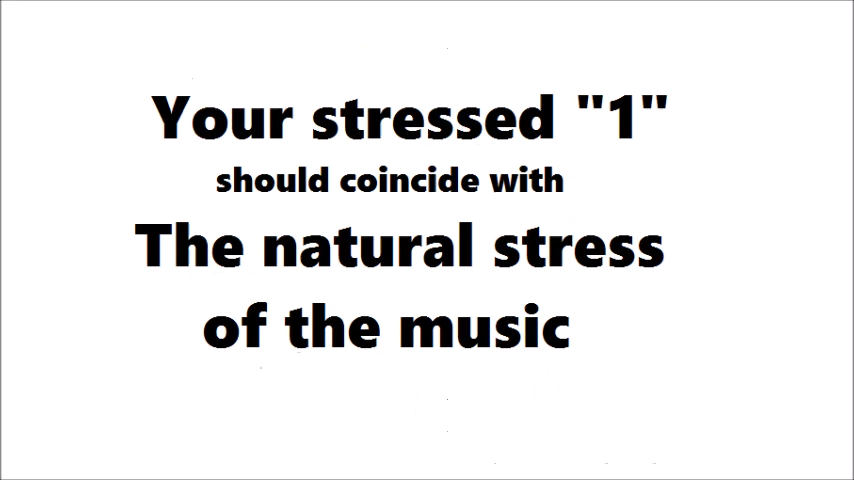 Your stressed "1"
should coincide with
The natural stress
of the music